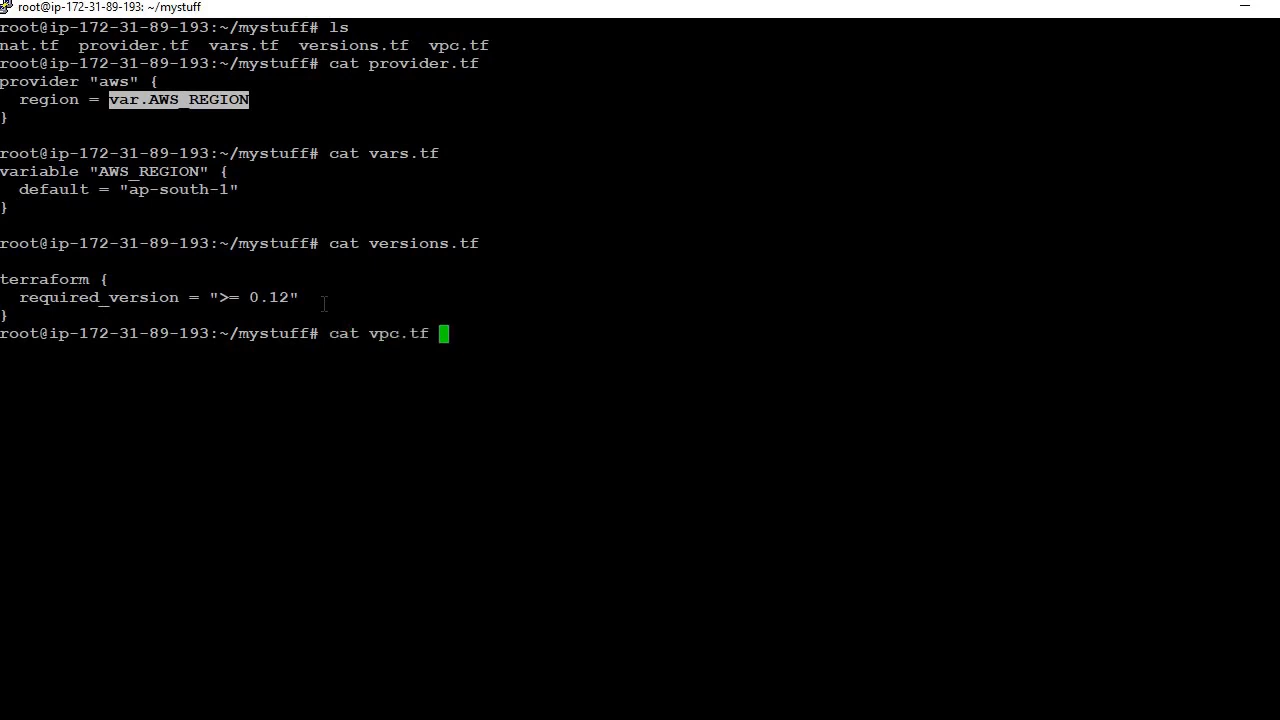 root@ip-172-31-89-193: ~/mystuff
root@ip-172-31-89-193:~/mystuff# ls
nat.tf  provider.tf  vars.tf  versions.tf  vpc.tf
root@ip-172-31-89-193:~/mystuff# cat provider.tf
provider "aws" {
  region = var.AWS_REGION
}
root@ip-172-31-89-193:~/mystuff# cat vars.tf
variable "AWS_REGION" {
  default = "ap-south-1"
}
root@ip-172-31-89-193:~/mystuff# cat versions.tf
terraform {
  required_version = ">= 0.12"
}
root@ip-172-31-89-193:~/mystuff# cat vpc.tf